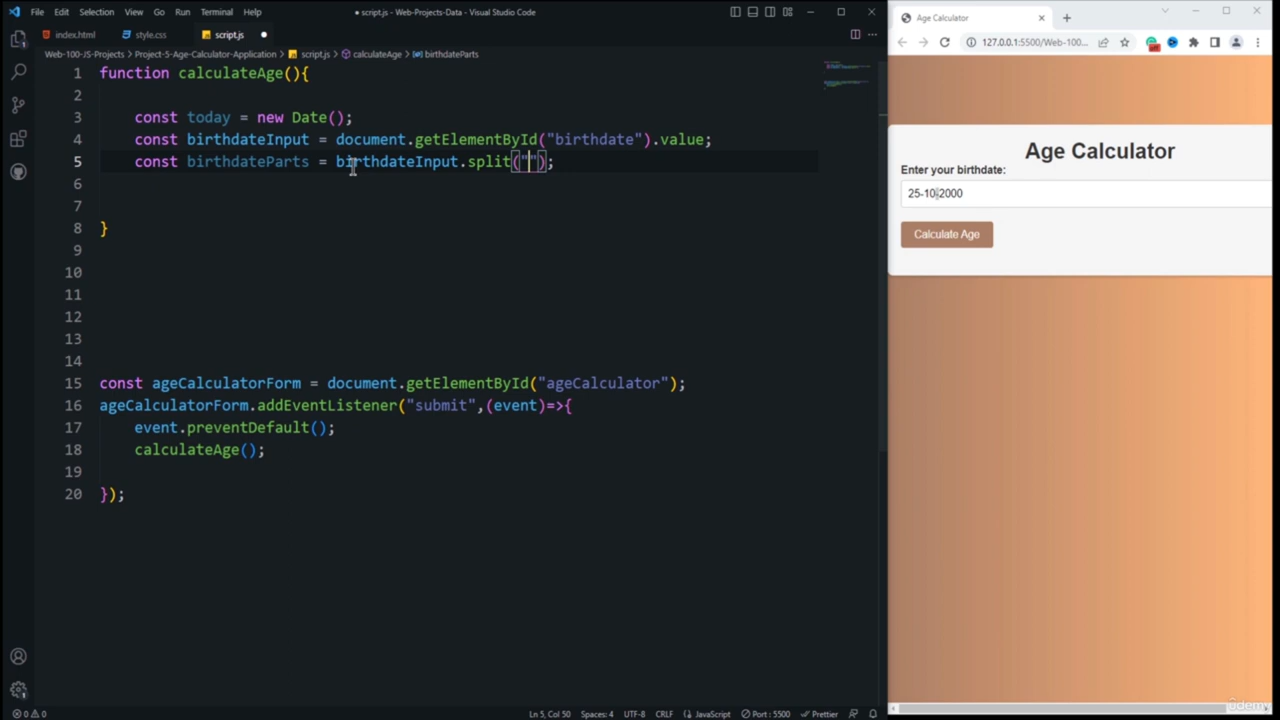 File Edit Selection View Go Run Terminal Help
● script.js - Web-Projects-Data - Visual Studio Code
index.html
style.css
script.js
Web-100-JS-Projects > Project-5-Age-Calculator-Application > script.js > calculateAge > birthdateParts
1 function calculateAge(){
2
3 const today = new Date();
4 const birthdateInput = document.getElementById("birthdate").value;
5 const birthdateParts = birthdateInput.split("");
6
7
8 }
9
10
11
12
13
14
15 const ageCalculatorForm = document.getElementById("ageCalculator");
16 ageCalculatorForm.addEventListener("submit",(event)=>{
17 event.preventDefault();
18 calculateAge();
19
20 });
0 0 Ln 5, Col 50 Spaces: 4 UTF-8 CRLF JavaScript Port : 5500 Prettier
Age Calculator
127.0.0.1:5500/Web-100...
Age Calculator
Enter your birthdate:
25-10-2000
Calculate Age
ûdemy